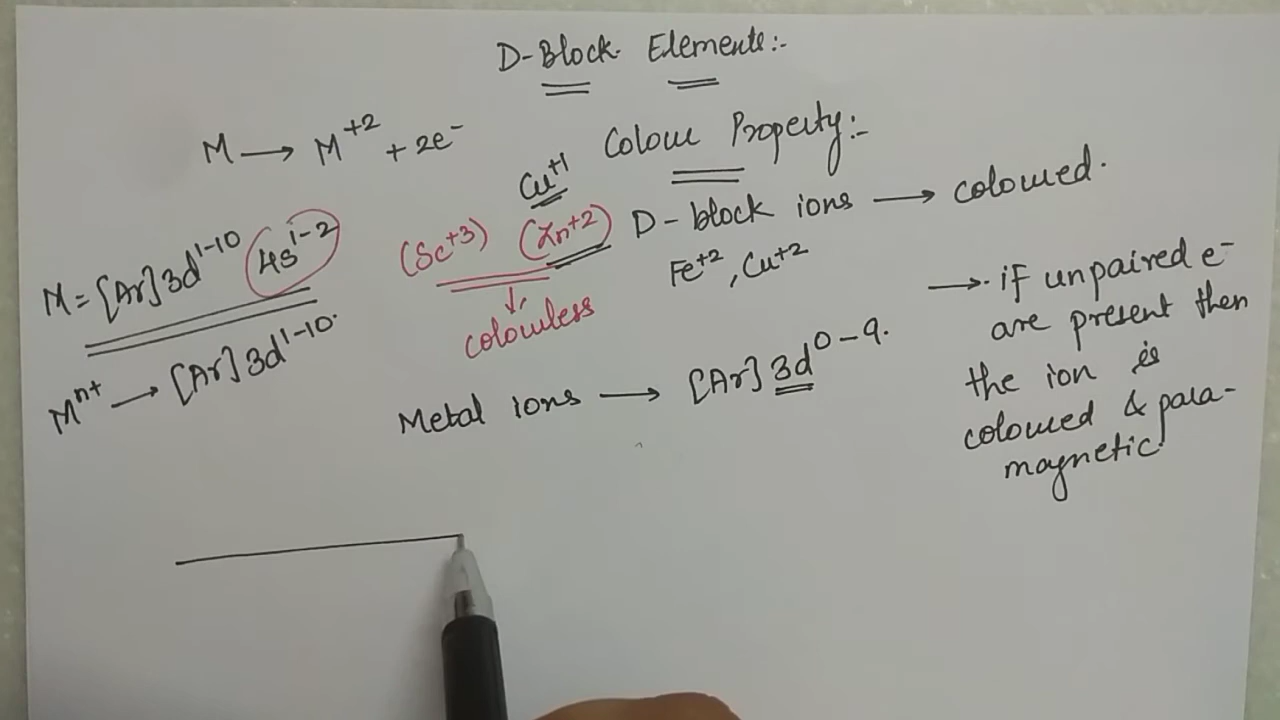 D-Block Elements:-
M → M+2 + 2e-
Colour Property:-
Cu+1
(Sc+3) (Zn+2) D-block ions → coloured.
Fe+2, Cu+2
colourless
M = [Ar] 3d1-10 4s1-2
Mn+ → [Ar] 3d1-10.
Metal ions → [Ar] 3d0-9.
→ if unpaired e-
are present then
the ion is
coloured & para-
magnetic.